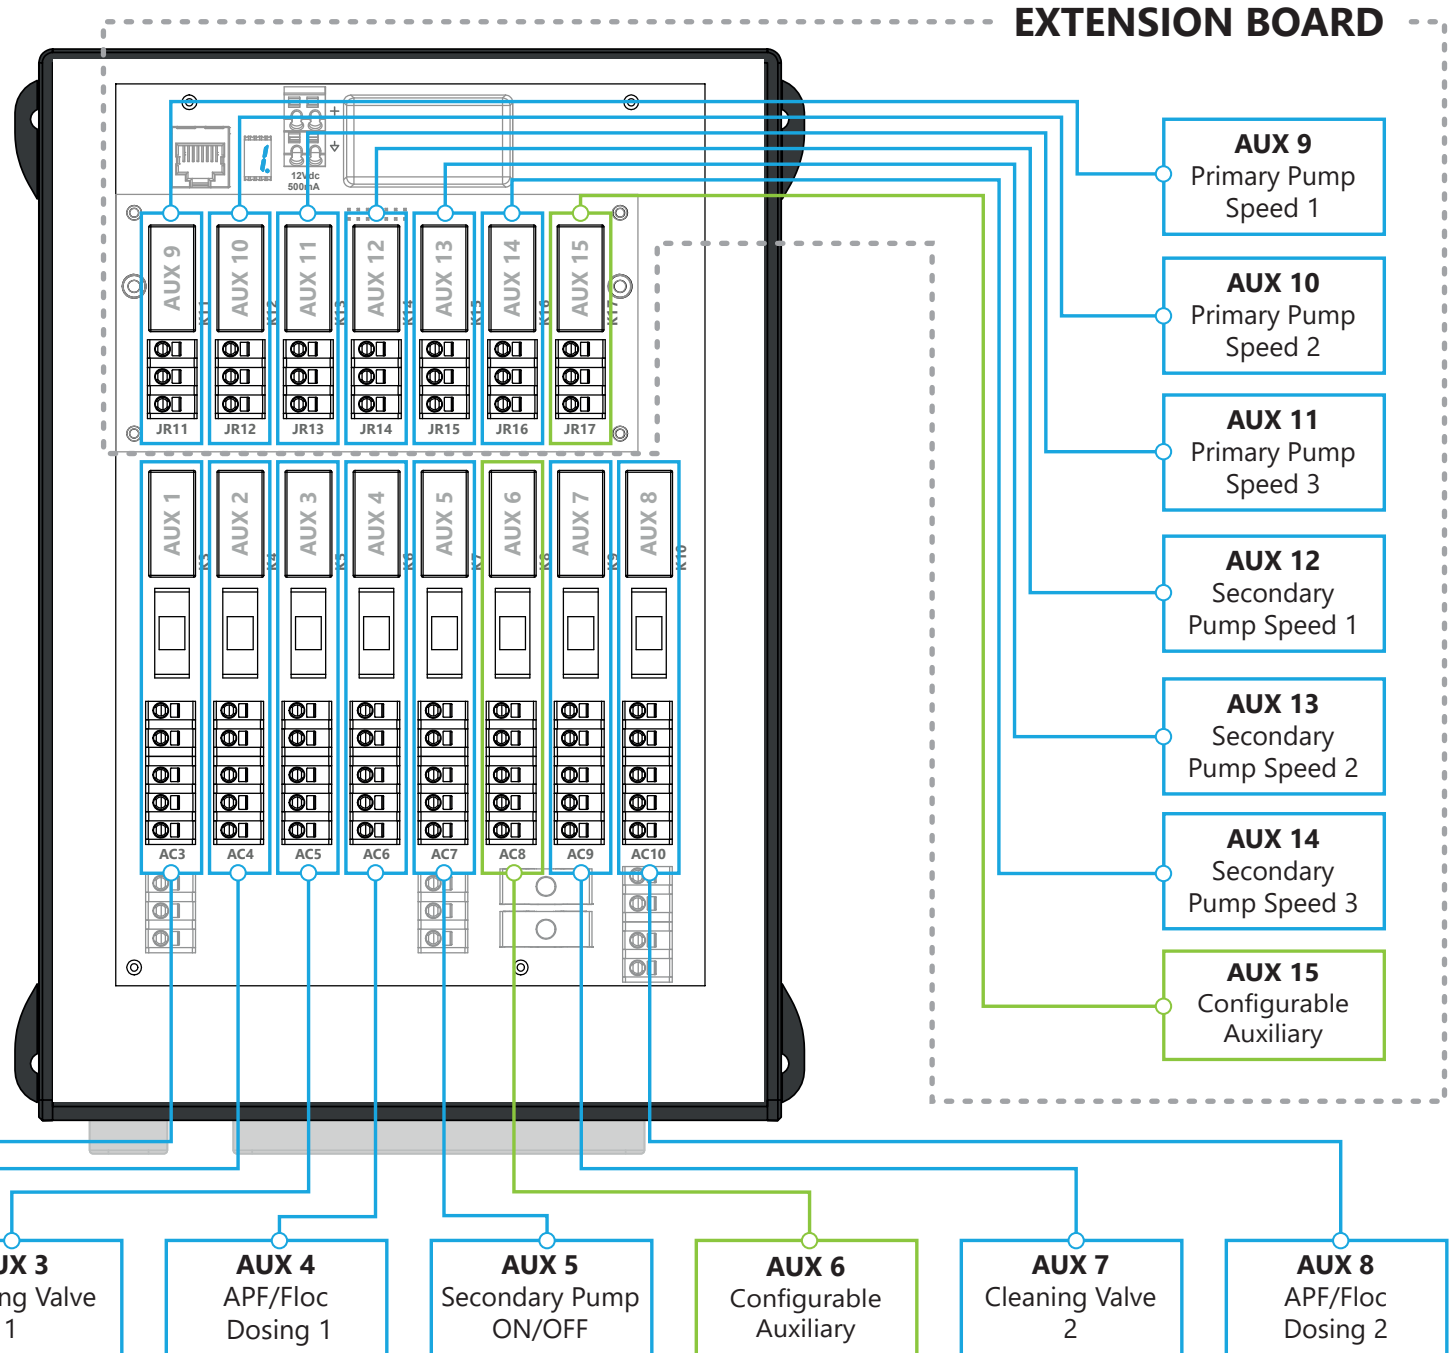 EXTENSION BOARD
+
12Vdc
500mA
AUX 9
AUX 10
AUX 11
AUX 12
AUX 13
AUX 14
AUX 15
K11
K12
K13
K14
K15
K16
K17
JR11
JR12
JR13
JR14
JR15
JR16
JR17
AUX 1
AUX 2
AUX 3
AUX 4
AUX 5
AUX 6
AUX 7
AUX 8
K3
K4
K5
K6
K7
K8
K9
K10
AC3
AC4
AC5
AC6
AC7
AC8
AC9
AC10
AUX 9
Primary Pump
Speed 1
AUX 10
Primary Pump
Speed 2
AUX 11
Primary Pump
Speed 3
AUX 12
Secondary
Pump Speed 1
AUX 13
Secondary
Pump Speed 2
AUX 14
Secondary
Pump Speed 3
AUX 15
Configurable
Auxiliary
UX 3
ng Valve
1
AUX 4
APF/Floc
Dosing 1
AUX 5
Secondary Pump
ON/OFF
AUX 6
Configurable
Auxiliary
AUX 7
Cleaning Valve
2
AUX 8
APF/Floc
Dosing 2